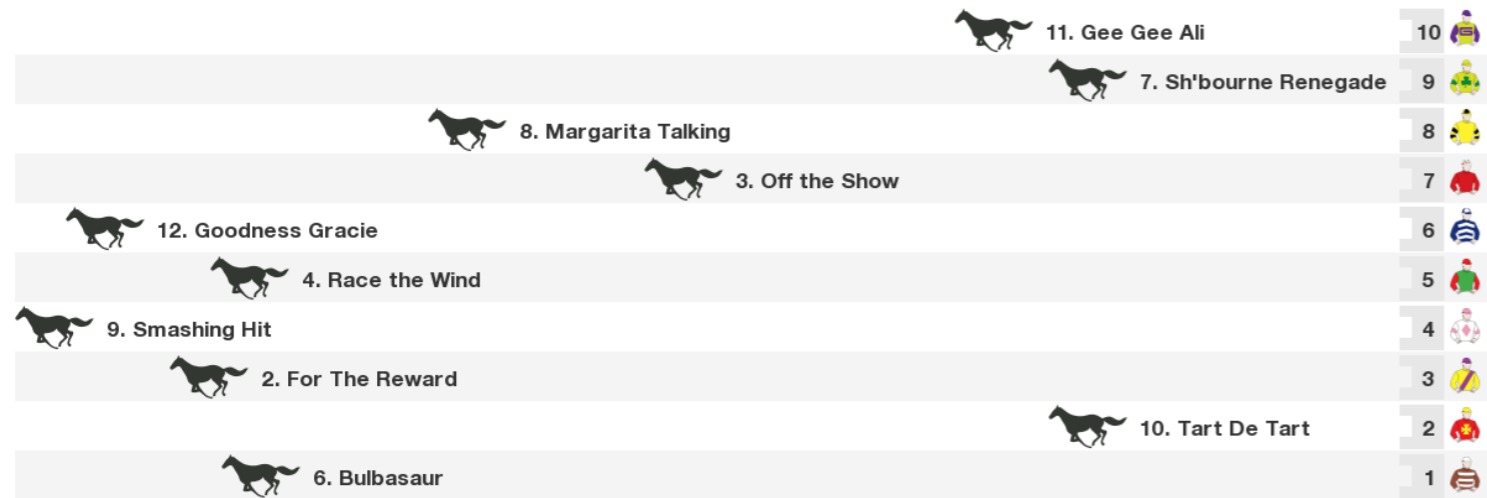 11. Gee Gee Ali 10
7. Sh'bourne Renegade 9
8. Margarita Talking 8
3. Off the Show 7
12. Goodness Gracie 6
4. Race the Wind 5
9. Smashing Hit 4
2. For The Reward 3
10. Tart De Tart 2
6. Bulbasaur 1